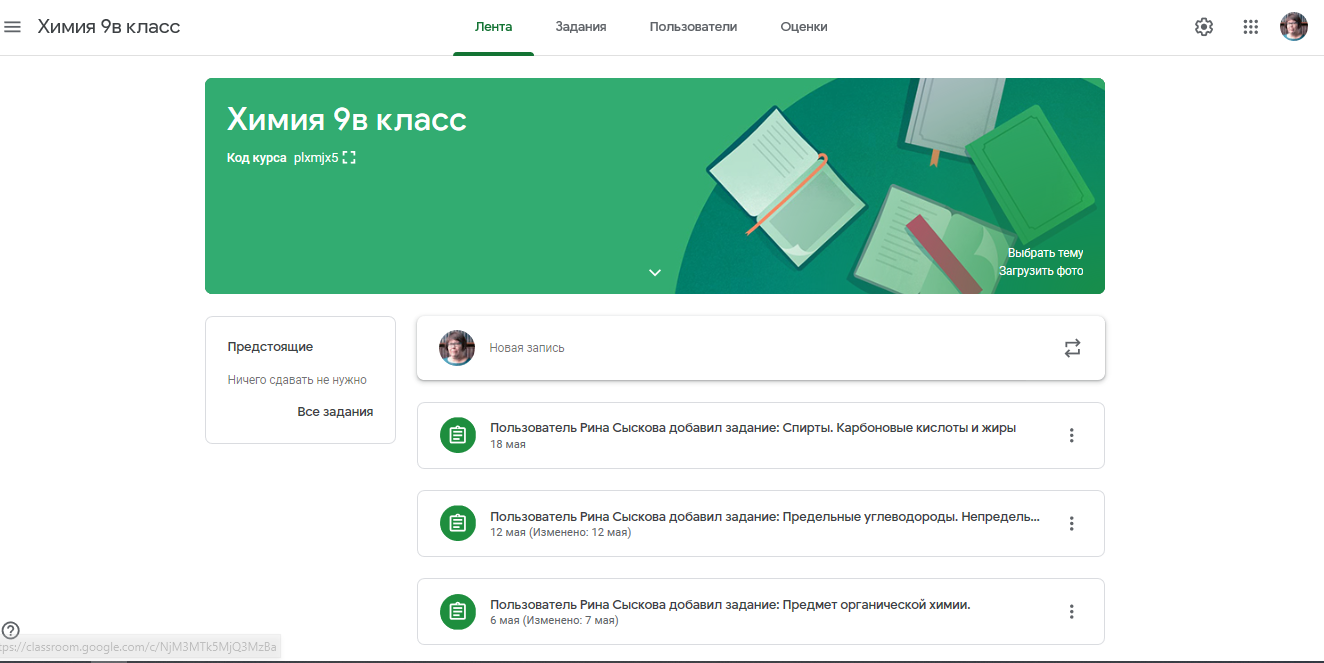 Химия 9в класс
Лента
Задания
Пользователи
Оценки
Химия 9в класс
Код курса plxmjx5
Выбрать тему
Загрузить фото
Предстоящие
Ничего сдавать не нужно
Все задания
Новая запись
Пользователь Рина Сыскова добавил задание: Спирты. Карбоновые кислоты и жиры
18 мая
Пользователь Рина Сыскова добавил задание: Предельные углеводороды. Непредель...
12 мая (Изменено: 12 мая)
Пользователь Рина Сыскова добавил задание: Предмет органической химии.
6 мая (Изменено: 7 мая)
tps://classroom.google.com/c/NjM3MTk5MjQ3MzBa